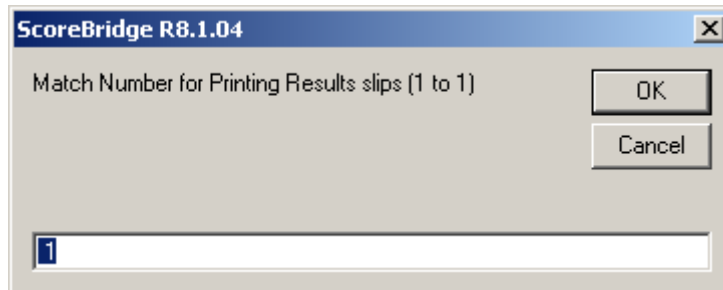 ScoreBridge R8.1.04
Match Number for Printing Results slips (1 to 1)
OK
Cancel
1